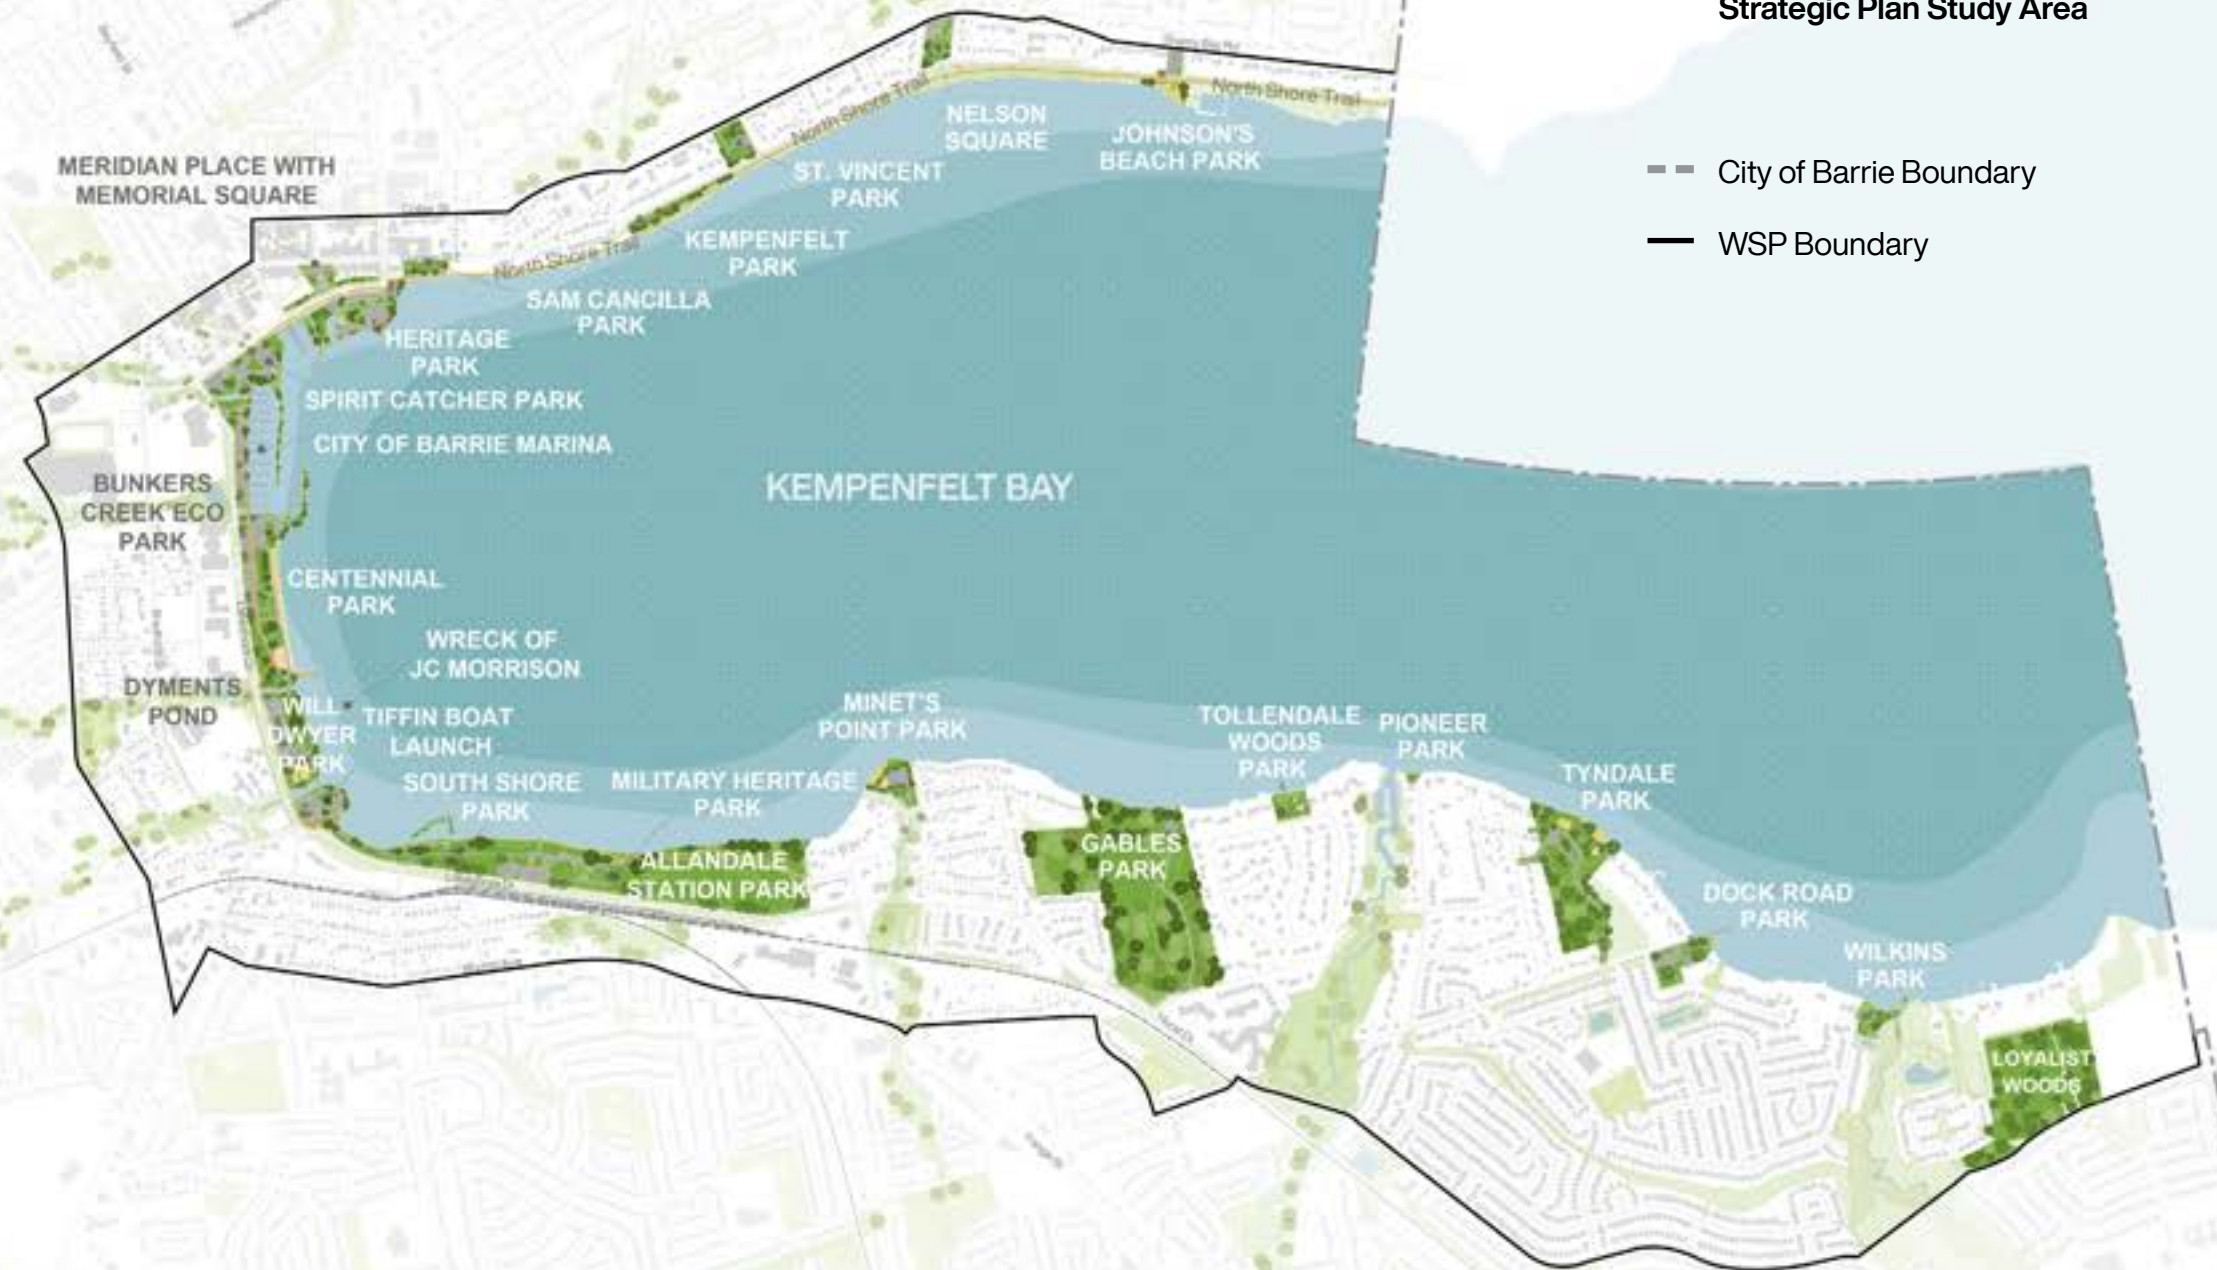 Strategic Plan Study Area
City of Barrie Boundary
WSP Boundary
North Shore Trail
North Shore Trail
North Shore Trail
NELSON
SQUARE
JOHNSON'S
BEACH PARK
MERIDIAN PLACE WITH
MEMORIAL SQUARE
ST. VINCENT
PARK
KEMPENFELT
PARK
SAM CANCILLA
PARK
HERITAGE
PARK
SPIRIT CATCHER PARK
CITY OF BARRIE MARINA
KEMPENFELT BAY
BUNKERS
CREEK ECO
PARK
CENTENNIAL
PARK
WRECK OF
JC MORRISON
DYMENTS
POND
WILL
DWYER
PARK
TIFFIN BOAT
LAUNCH
SOUTH SHORE
PARK
MILITARY HERITAGE
PARK
MINET'S
POINT PARK
ALLANDALE
STATION PARK
GABLES
PARK
TOLLENDALE
WOODS
PARK
PIONEER
PARK
TYNDALE
PARK
DOCK ROAD
PARK
WILKINS
PARK
LOYALIST
WOODS